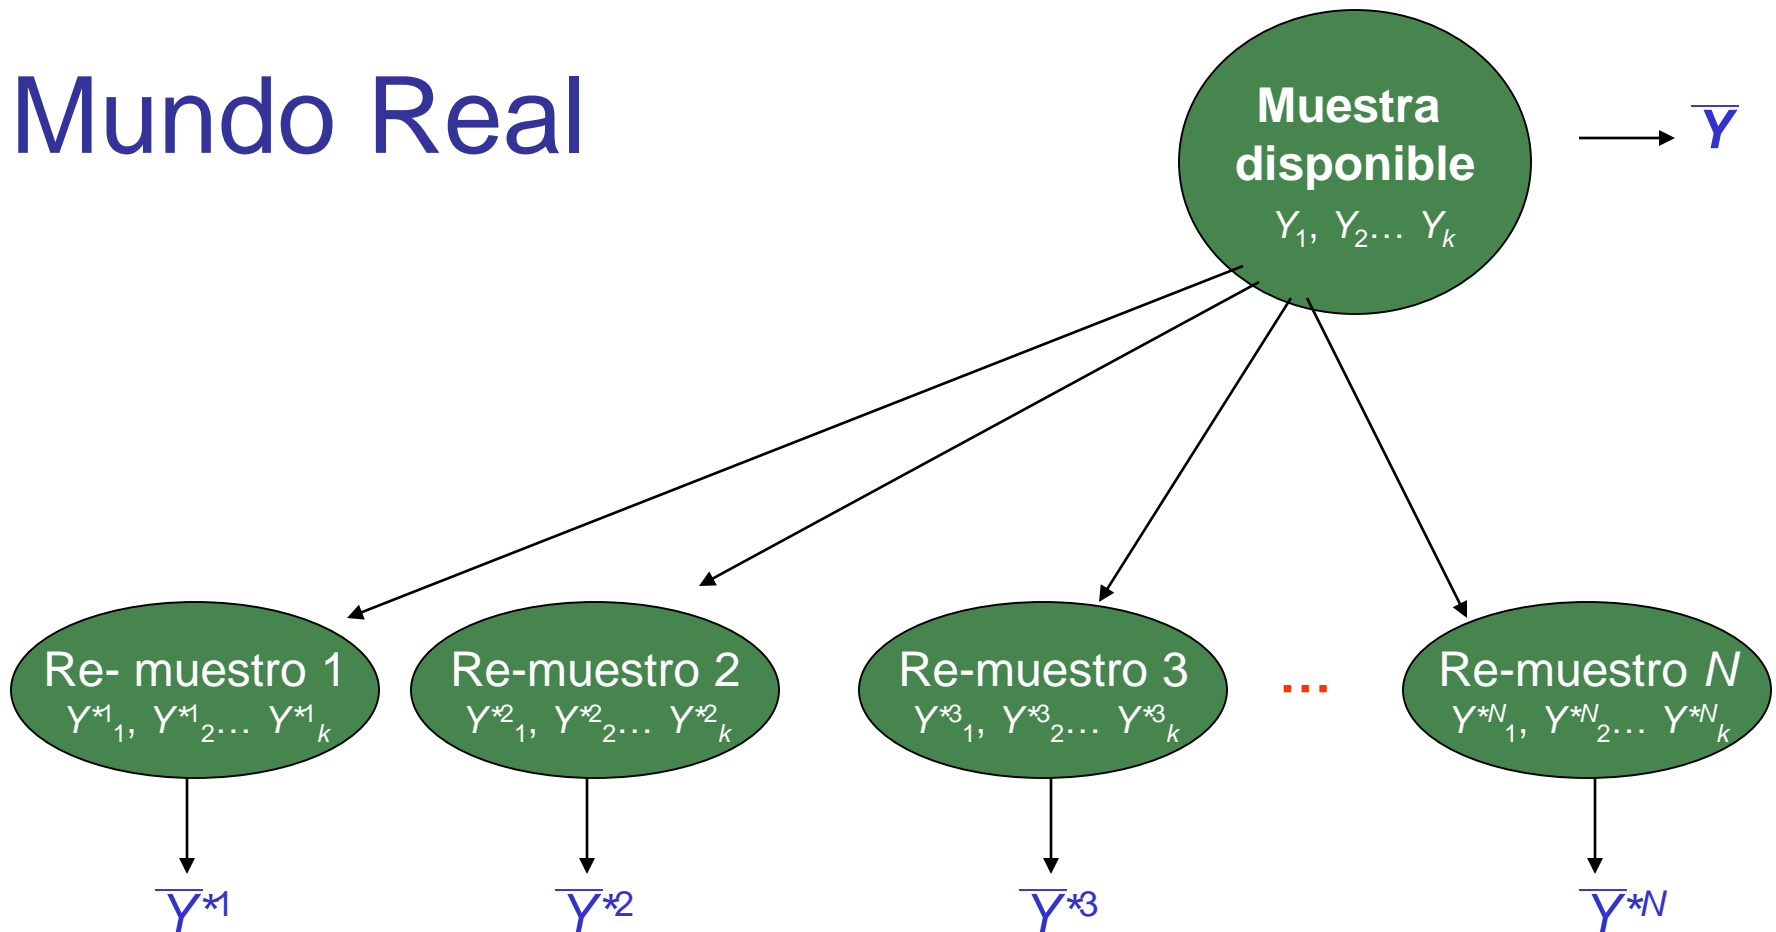 Mundo Real
Muestra
disponible
Y₁, Y₂… Yₖ
Y̅
Re- muestro 1
Y*¹₁, Y*¹₂… Y*¹ₖ
Re-muestro 2
Y*²₁, Y*²₂… Y*²ₖ
Re-muestro 3
Y*³₁, Y*³₂… Y*³ₖ
…
Re-muestro N
Y*ᴺ₁, Y*ᴺ₂… Y*ᴺₖ
Y̅*¹
Y̅*²
Y̅*³
Y̅*ᴺ